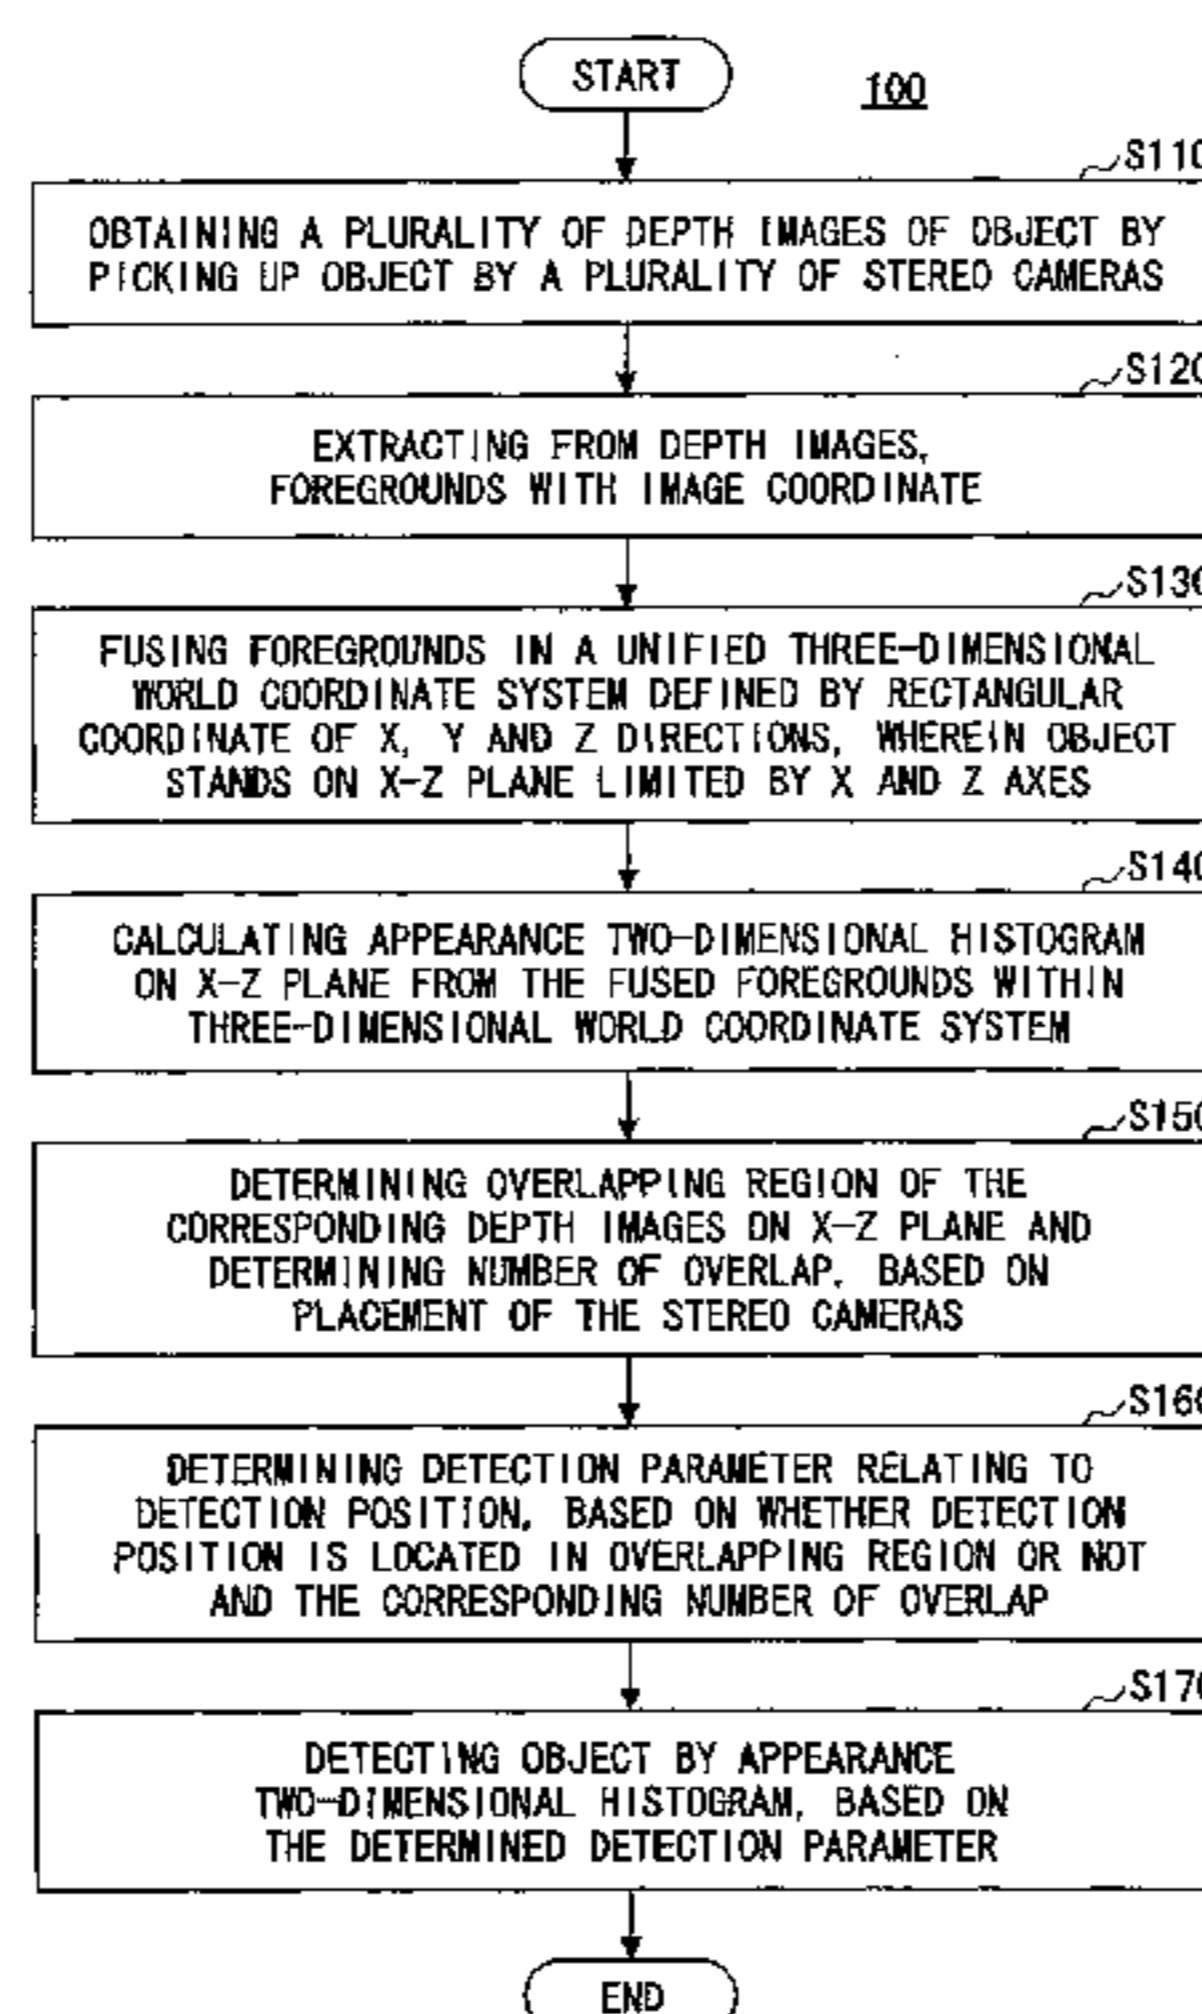 START
100
S110
OBTAINING A PLURALITY OF DEPTH IMAGES OF OBJECT BY
PICKING UP OBJECT BY A PLURALITY OF STEREO CAMERAS
S120
EXTRACTING FROM DEPTH IMAGES,
FOREGROUNDS WITH IMAGE COORDINATE
S130
FUSING FOREGROUNDS IN A UNIFIED THREE-DIMENSIONAL
WORLD COORDINATE SYSTEM DEFINED BY RECTANGULAR
COORDINATE OF X, Y AND Z DIRECTIONS, WHEREIN OBJECT
STANDS ON X-Z PLANE LIMITED BY X AND Z AXES
S140
CALCULATING APPEARANCE TWO-DIMENSIONAL HISTOGRAM
ON X-Z PLANE FROM THE FUSED FOREGROUNDS WITHIN
THREE-DIMENSIONAL WORLD COORDINATE SYSTEM
S150
DETERMINING OVERLAPPING REGION OF THE
CORRESPONDING DEPTH IMAGES ON X-Z PLANE AND
DETERMINING NUMBER OF OVERLAP, BASED ON
PLACEMENT OF THE STEREO CAMERAS
S160
DETERMINING DETECTION PARAMETER RELATING TO
DETECTION POSITION, BASED ON WHETHER DETECTION
POSITION IS LOCATED IN OVERLAPPING REGION OR NOT
AND THE CORRESPONDING NUMBER OF OVERLAP
S170
DETECTING OBJECT BY APPEARANCE
TWO-DIMENSIONAL HISTOGRAM, BASED ON
THE DETERMINED DETECTION PARAMETER
END